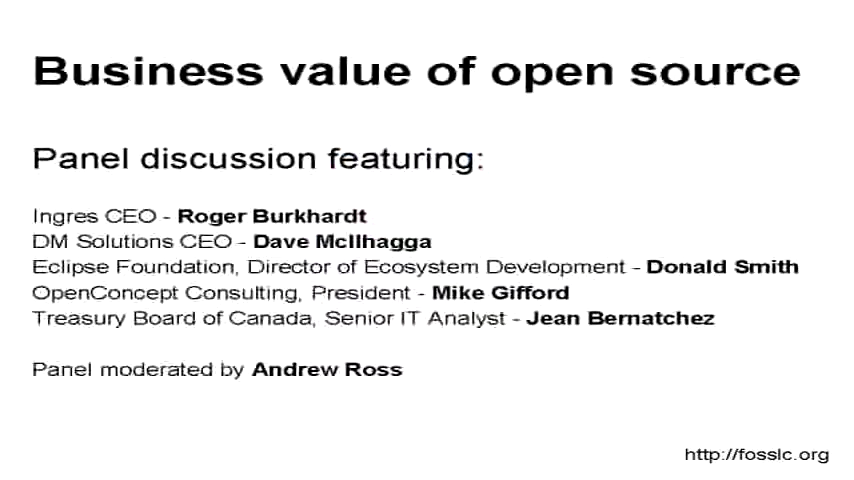 Business value of open source
Panel discussion featuring:
Ingres CEO - Roger Burkhardt
DM Solutions CEO - Dave McIlhagga
Eclipse Foundation, Director of Ecosystem Development - Donald Smith
OpenConcept Consulting, President - Mike Gifford
Treasury Board of Canada, Senior IT Analyst - Jean Bernatchez
Panel moderated by Andrew Ross
http://fosslc.org